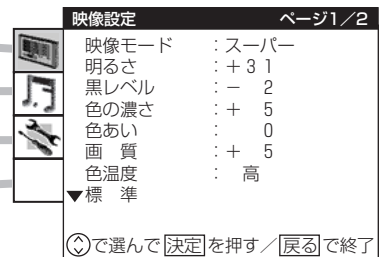 映像設定 ページ1／2
映像モード ：スーパー
明るさ ：＋31
黒レベル ：－ 2
色の濃さ ：＋ 5
色あい ： 0
画 質 ：＋ 5
色温度 ： 高
▼標 準
で選んで決定を押す／戻るで終了